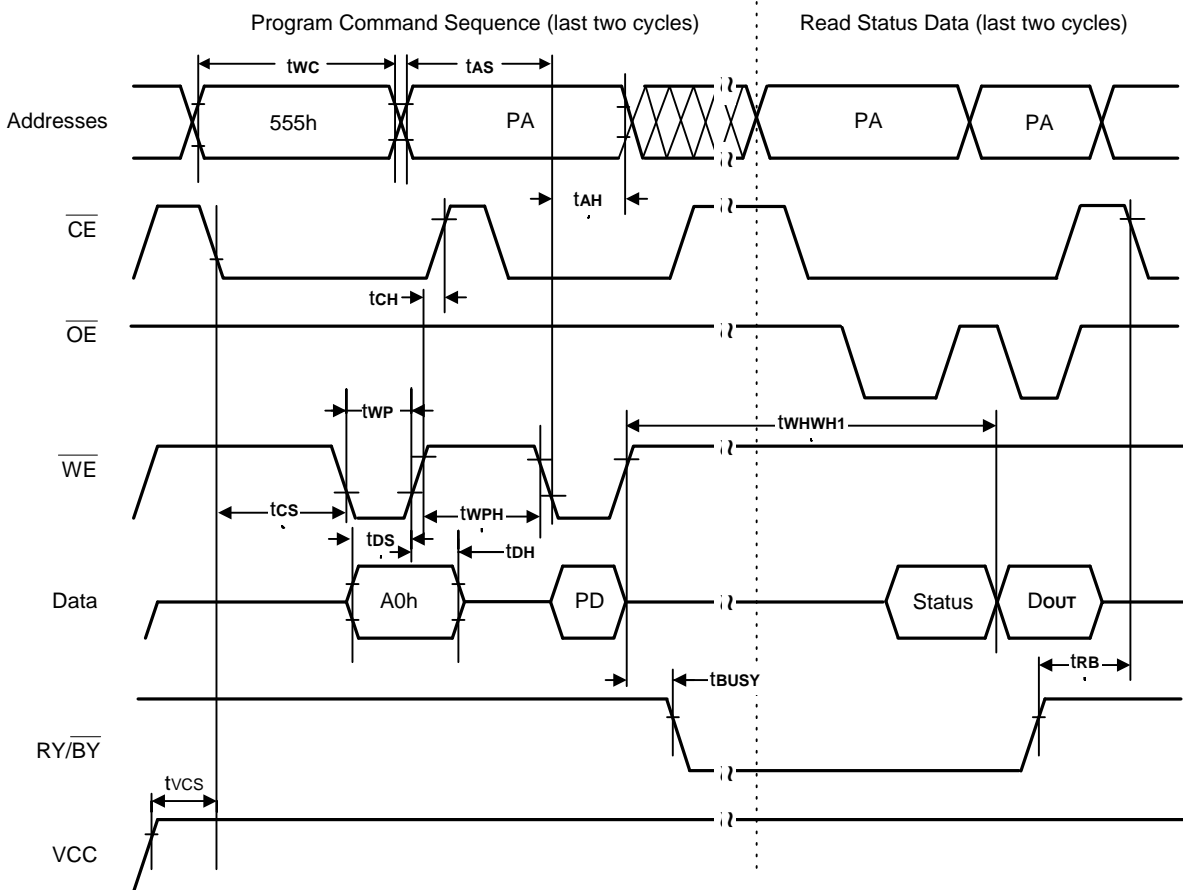 Program Command Sequence (last two cycles)
Read Status Data (last two cycles)
tWC
tAS
Addresses
555h
PA
PA
PA
tAH
CE
tCH
OE
tWP
tWHWH1
WE
tCS
tWPH
tDS
tDH
Data
A0h
PD
Status
DOUT
tBUSY
tRB
RY/BY
tVCS
VCC